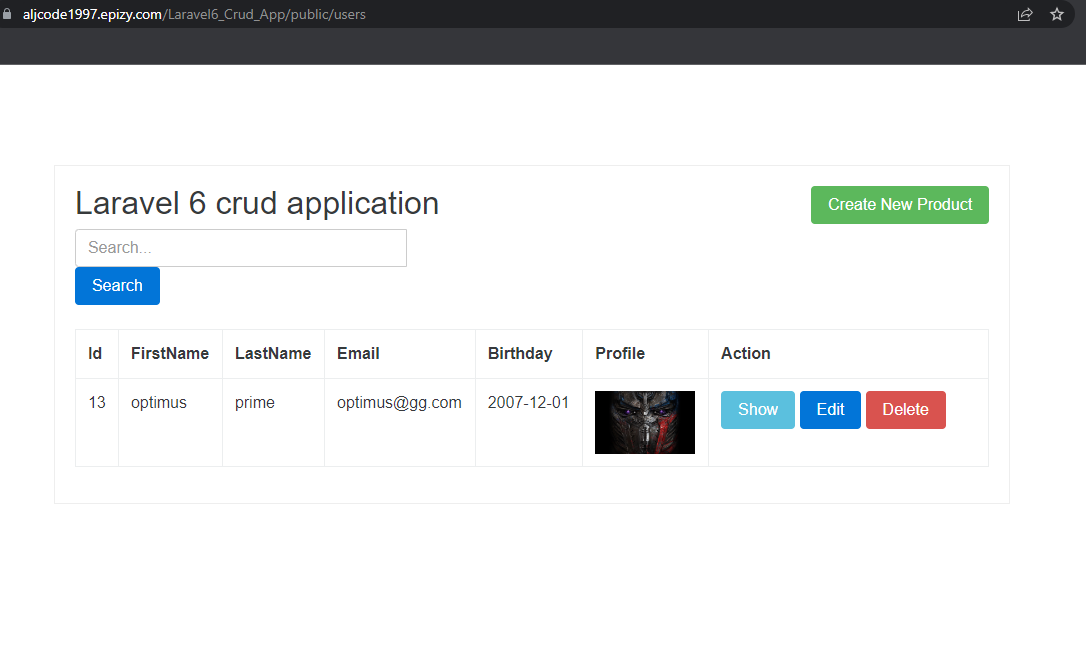 aljcode1997.epizy.com/Laravel6_Crud_App/public/users
Laravel 6 crud application
Create New Product
Search...
Search
Id FirstName LastName Email Birthday Profile Action
13 optimus prime optimus@gg.com 2007-12-01 Show Edit Delete